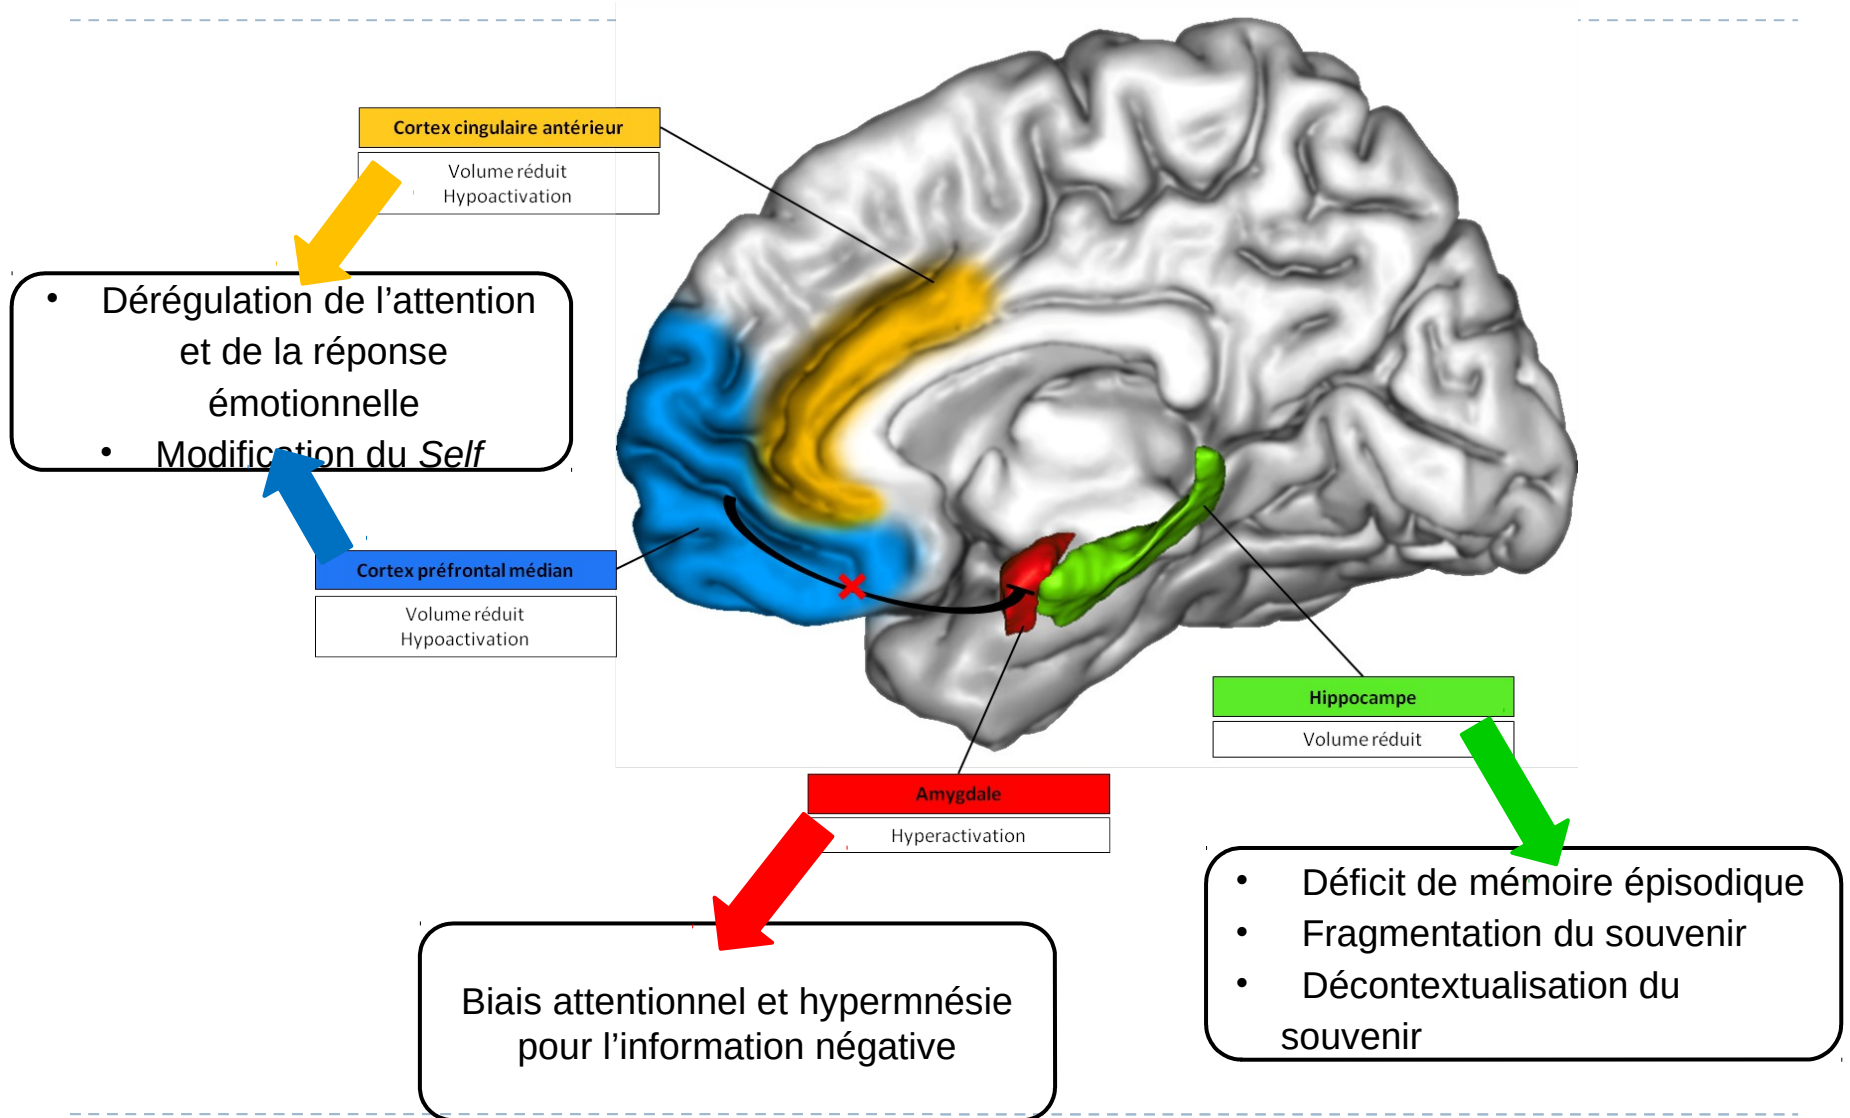 Cortex cingulaire antérieur
Volume réduit
Hypoactivation
• Dérégulation de l’attention
et de la réponse
émotionnelle
• Modification du Self
Cortex préfrontal médian
Volume réduit
Hypoactivation
Hippocampe
Volume réduit
Amygdale
Hyperactivation
• Déficit de mémoire épisodique
• Fragmentation du souvenir
• Décontextualisation du
souvenir
Biais attentionnel et hypermnésie
pour l’information négative